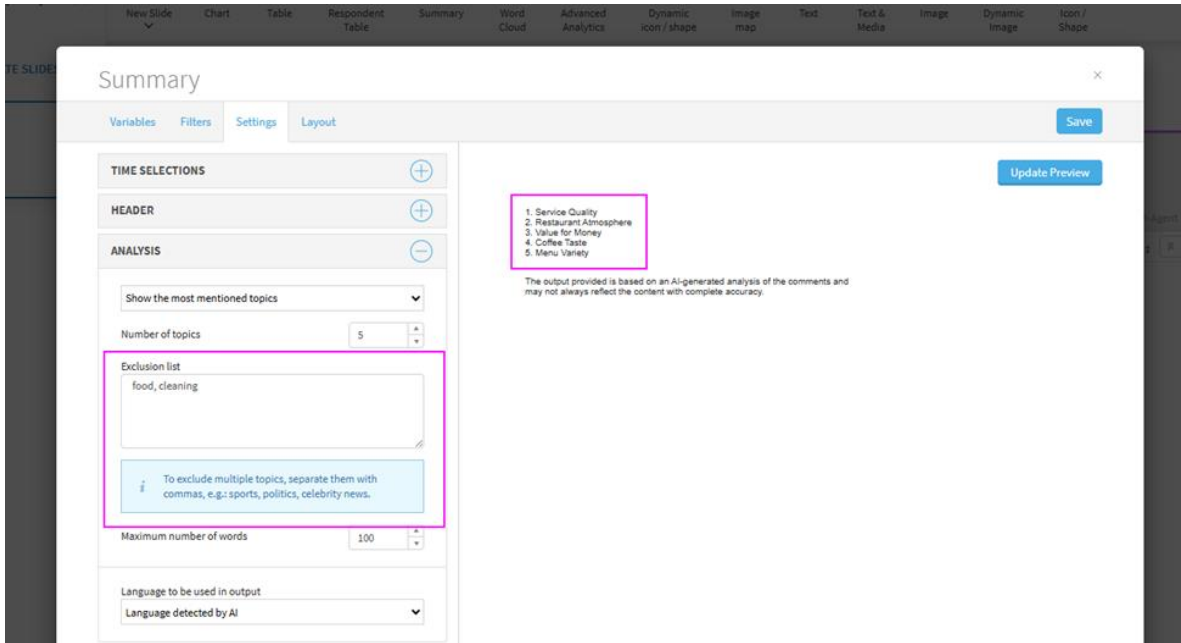 New Slide Chart Table Respondent Table Summary Word Cloud Advanced Analytics Dynamic icon / shape Image map Text Text & Media Image Dynamic Image Icon / Shape
TE SLIDES
Summary
Variables Filters Settings Layout
Save
TIME SELECTIONS
Update Preview
HEADER
1. Service Quality
2. Restaurant Atmosphere
3. Value for Money
4. Coffee Taste
5. Menu Variety
ANALYSIS
The output provided is based on an AI-generated analysis of the comments and
may not always reflect the content with complete accuracy.
Show the most mentioned topics
Number of topics 5
Exclusion list
food, cleaning
To exclude multiple topics, separate them with
commas, e.g.: sports, politics, celebrity news.
Maximum number of words 100
Language to be used in output
Language detected by AI